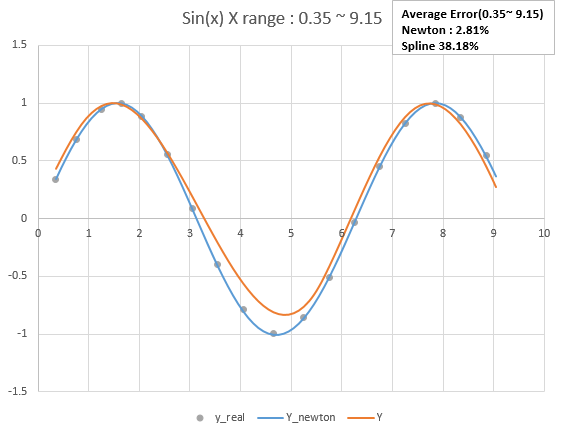 Sin(x) X range : 0.35 ~ 9.15
Average Error(0.35~ 9.15)
Newton : 2.81%
Spline 38.18%
1.5
1
0.5
0
0 1 2 3 4 5 6 7 8 9 10
-0.5
-1
-1.5
y_real Y_newton Y